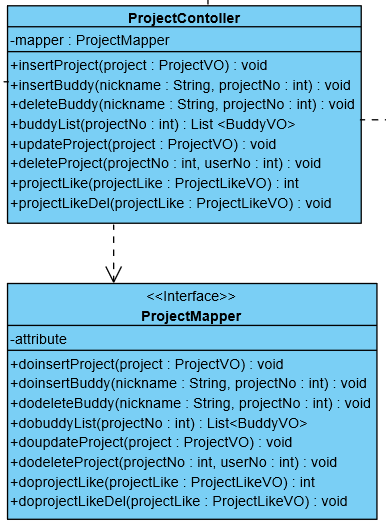 ProjectContoller
-mapper : ProjectMapper
+insertProject(project : ProjectVO) : void
+insertBuddy(nickname : String, projectNo : int) : void
+deleteBuddy(nickname : String, projectNo : int) : void
+buddyList(projectNo : int) : List <BuddyVO>
+updateProject(project : ProjectVO) : void
+deleteProject(projectNo : int, userNo : int) : void
+projectLike(projectLike : ProjectLikeVO) : int
+projectLikeDel(projectLike : ProjectLikeVO) : void
<<Interface>>
ProjectMapper
-attribute
+doinsertProject(project : ProjectVO) : void
+doinsertBuddy(nickname : String, projectNo : int) : void
+dodeleteBuddy(nickname : String, projectNo : int) : void
+dobuddyList(projectNo : int) : List<BuddyVO>
+doupdateProject(project : ProjectVO) : void
+dodeleteProject(projectNo : int, userNo : int) : void
+doprojectLike(projectLike : ProjectLikeVO) : int
+doprojectLikeDel(projectLike : ProjectLikeVO) : void